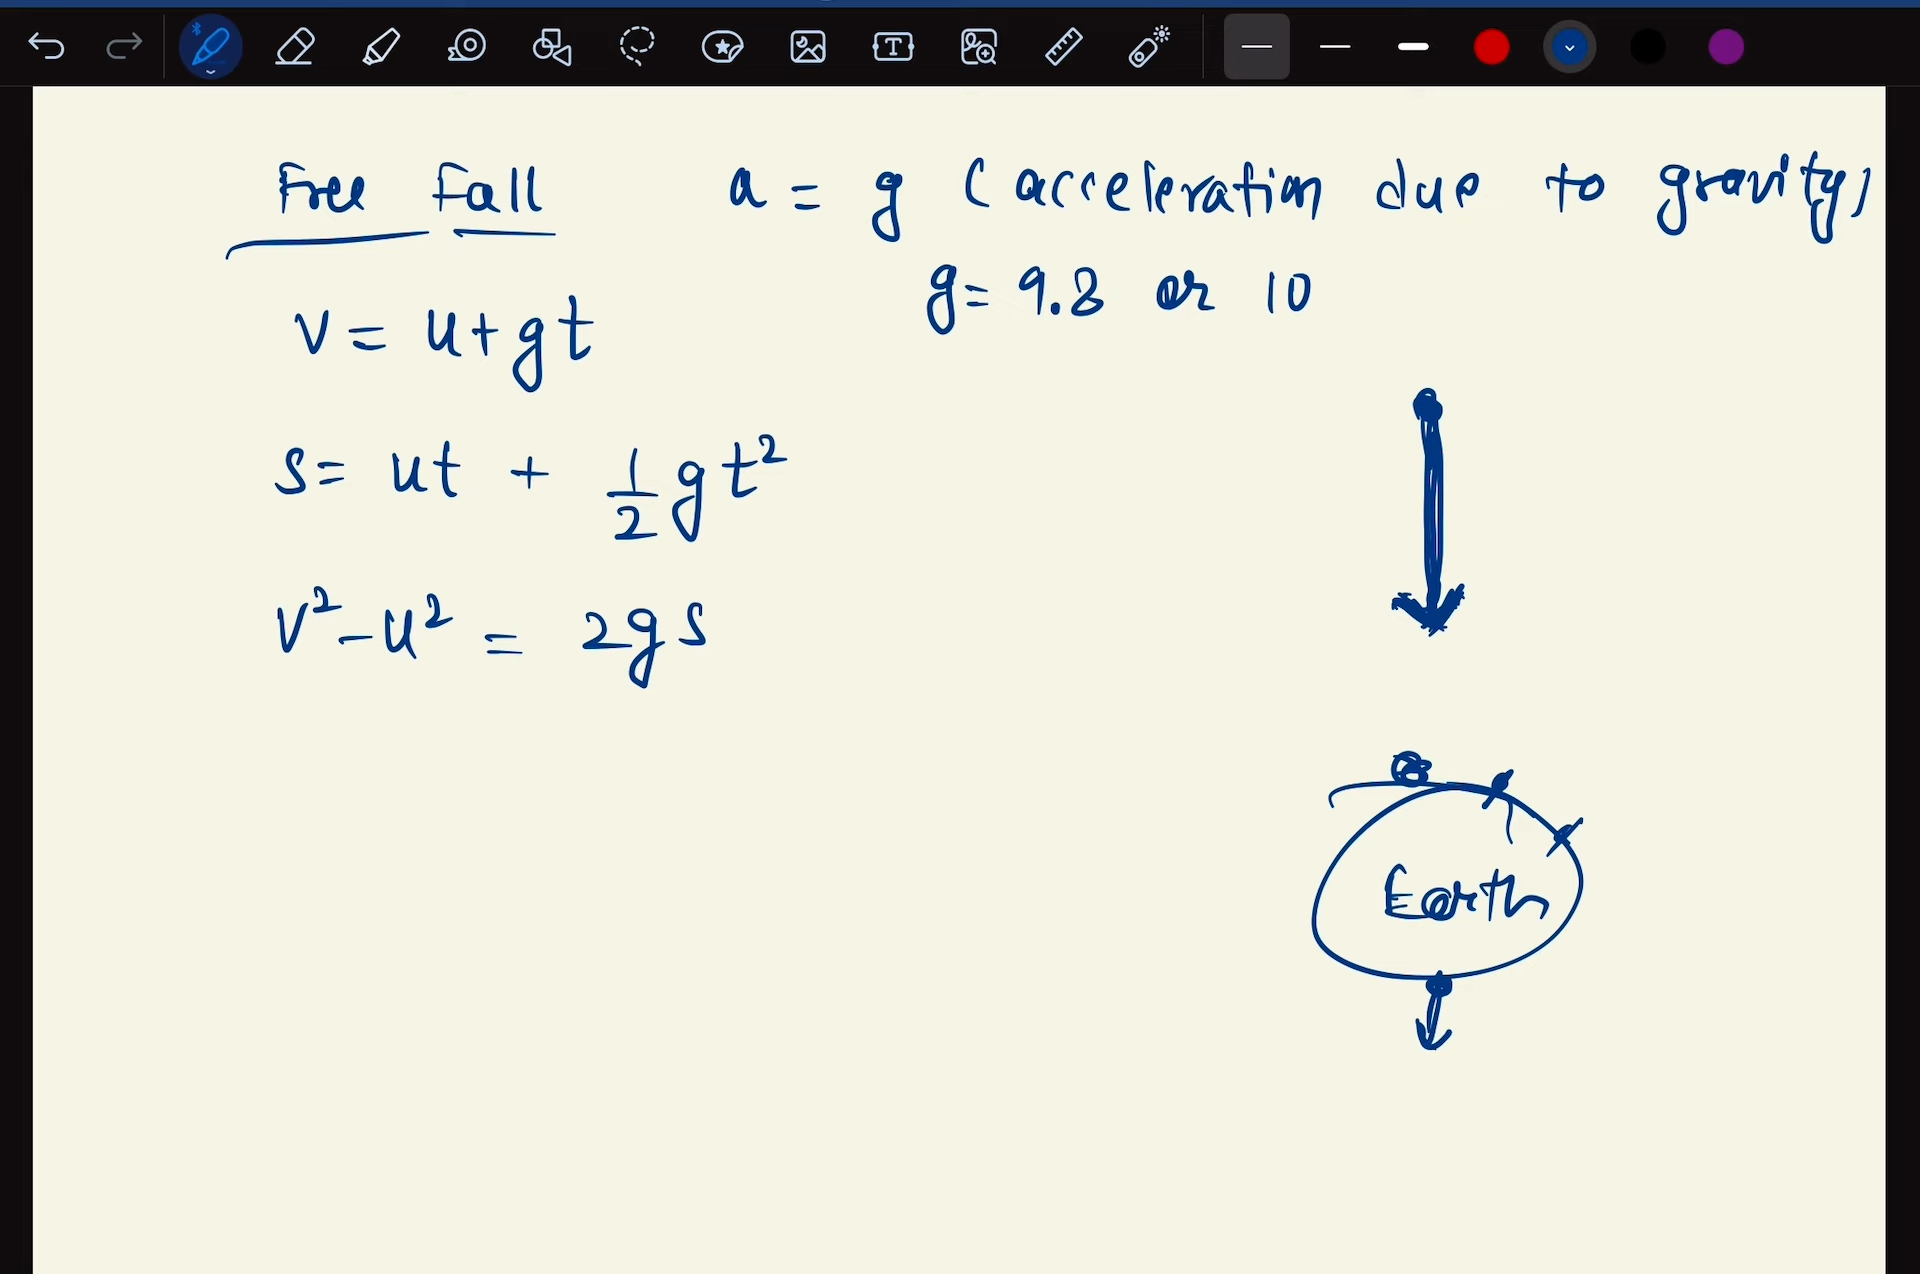 Free Fall a = g (acceleration due to gravity)
g = 9.8 or 10
v = u + gt
s = ut + 1/2 gt²
v² - u² = 2gs
Earth